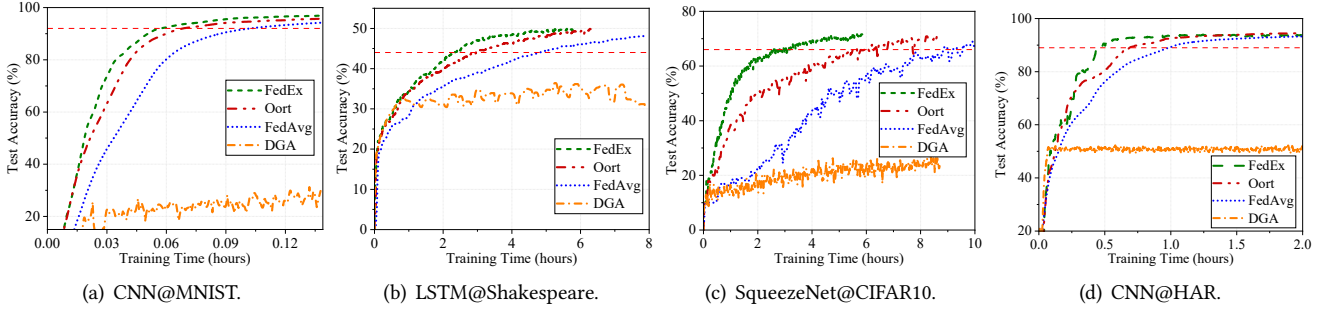 Test Accuracy (%)
100
80
60
40
20
0.00
0.03
0.06
0.09
0.12
Training Time (hours)
FedEx
Oort
FedAvg
DGA
(a) CNN@MNIST.
Test Accuracy (%)
60
50
40
30
20
10
0
0
2
4
6
8
Training Time (hours)
FedEx
Oort
FedAvg
DGA
(b) LSTM@Shakespeare.
Test Accuracy (%)
80
60
40
20
0
0
2
4
6
8
10
Training Time (hours)
FedEx
Oort
FedAvg
DGA
(c) SqueezeNet@CIFAR10.
Test Accuracy (%)
100
80
60
40
20
0.0
0.5
1.0
1.5
2.0
Training Time (hours)
FedEx
Oort
FedAvg
DGA
(d) CNN@HAR.